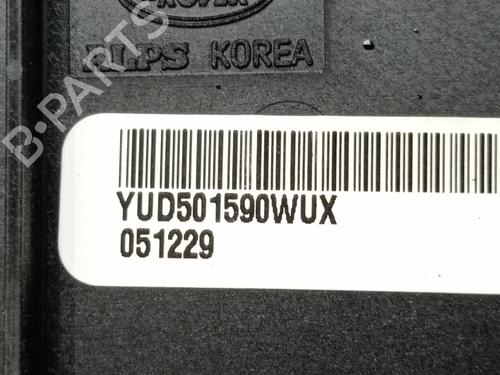 ROVER
ALPS KOREA
B-PARTS
YUD501590WUX
051229